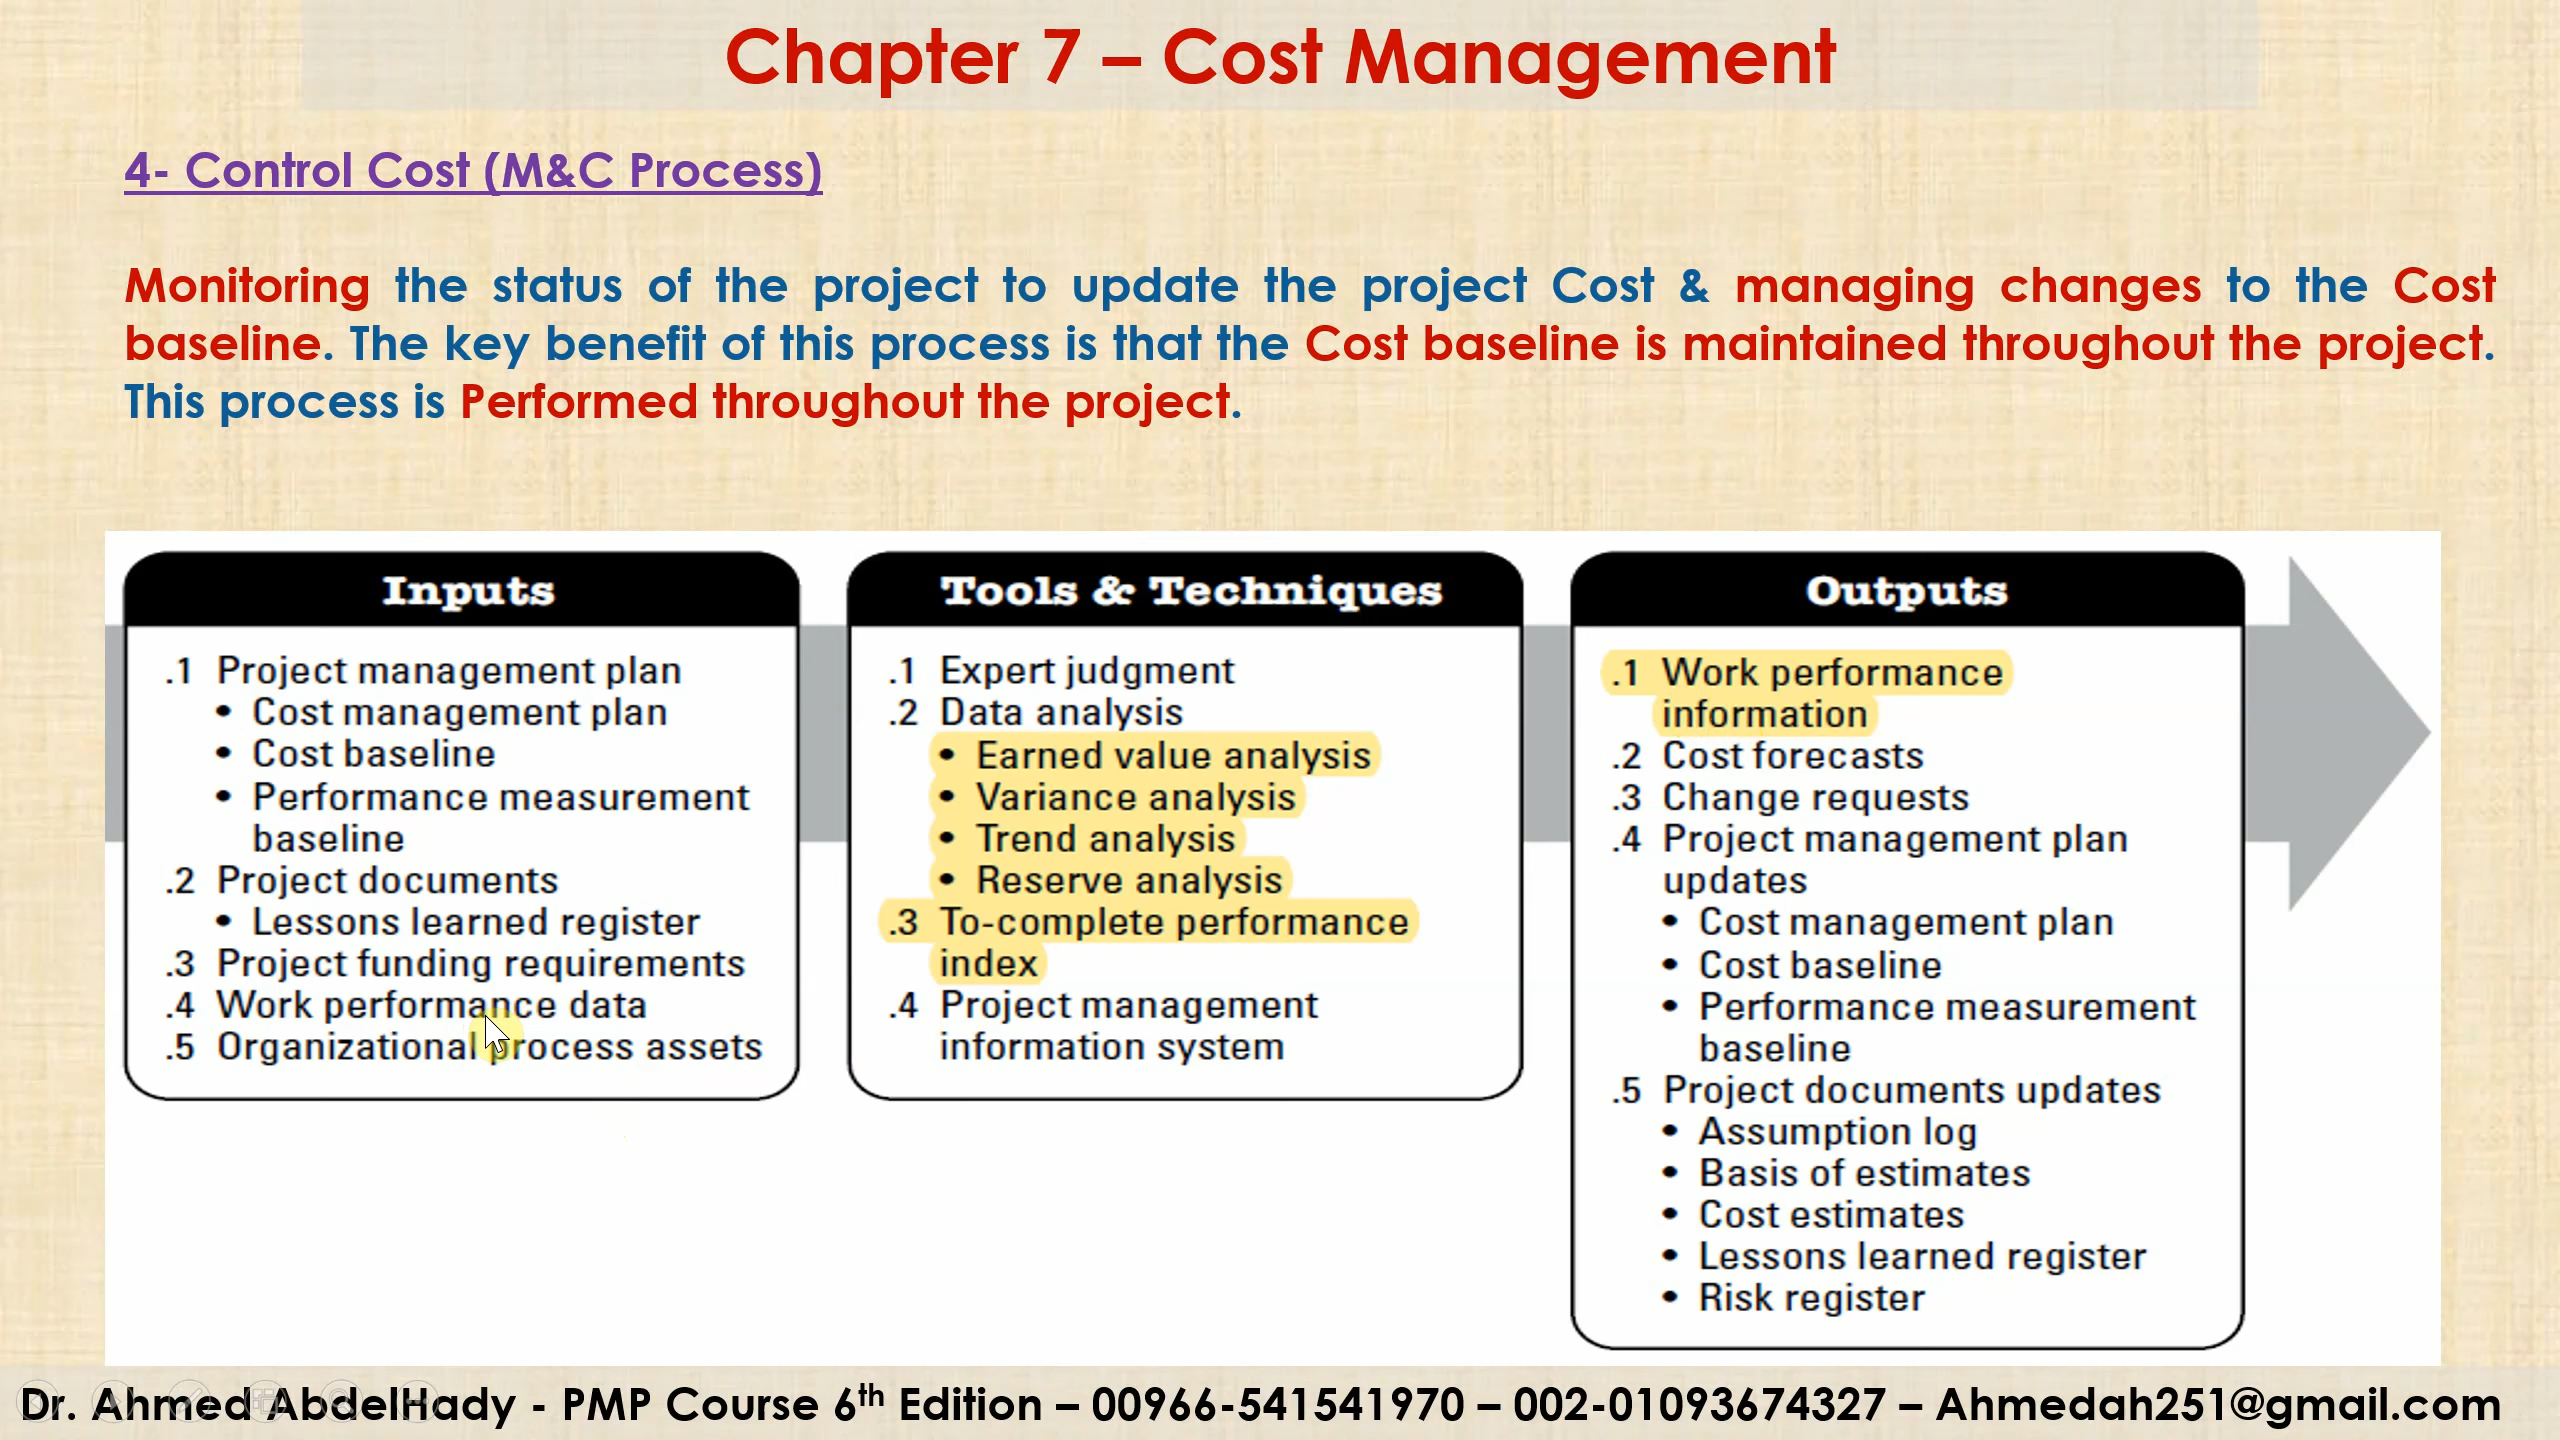 Chapter 7 – Cost Management
4- Control Cost (M&C Process)
Monitoring the status of the project to update the project Cost & managing changes to the Cost
baseline. The key benefit of this process is that the Cost baseline is maintained throughout the project.
This process is Performed throughout the project.
Inputs
.1 Project management plan
• Cost management plan
• Cost baseline
• Performance measurement
baseline
.2 Project documents
• Lessons learned register
.3 Project funding requirements
.4 Work performance data
.5 Organizational process assets
Tools & Techniques
.1 Expert judgment
.2 Data analysis
• Earned value analysis
• Variance analysis
• Trend analysis
• Reserve analysis
.3 To-complete performance
index
.4 Project management
information system
Outputs
.1 Work performance
information
.2 Cost forecasts
.3 Change requests
.4 Project management plan
updates
• Cost management plan
• Cost baseline
• Performance measurement
baseline
.5 Project documents updates
• Assumption log
• Basis of estimates
• Cost estimates
• Lessons learned register
• Risk register
Dr. Ahmed AbdelHady - PMP Course 6th Edition – 00966-541541970 – 002-01093674327 – Ahmedah251@gmail.com